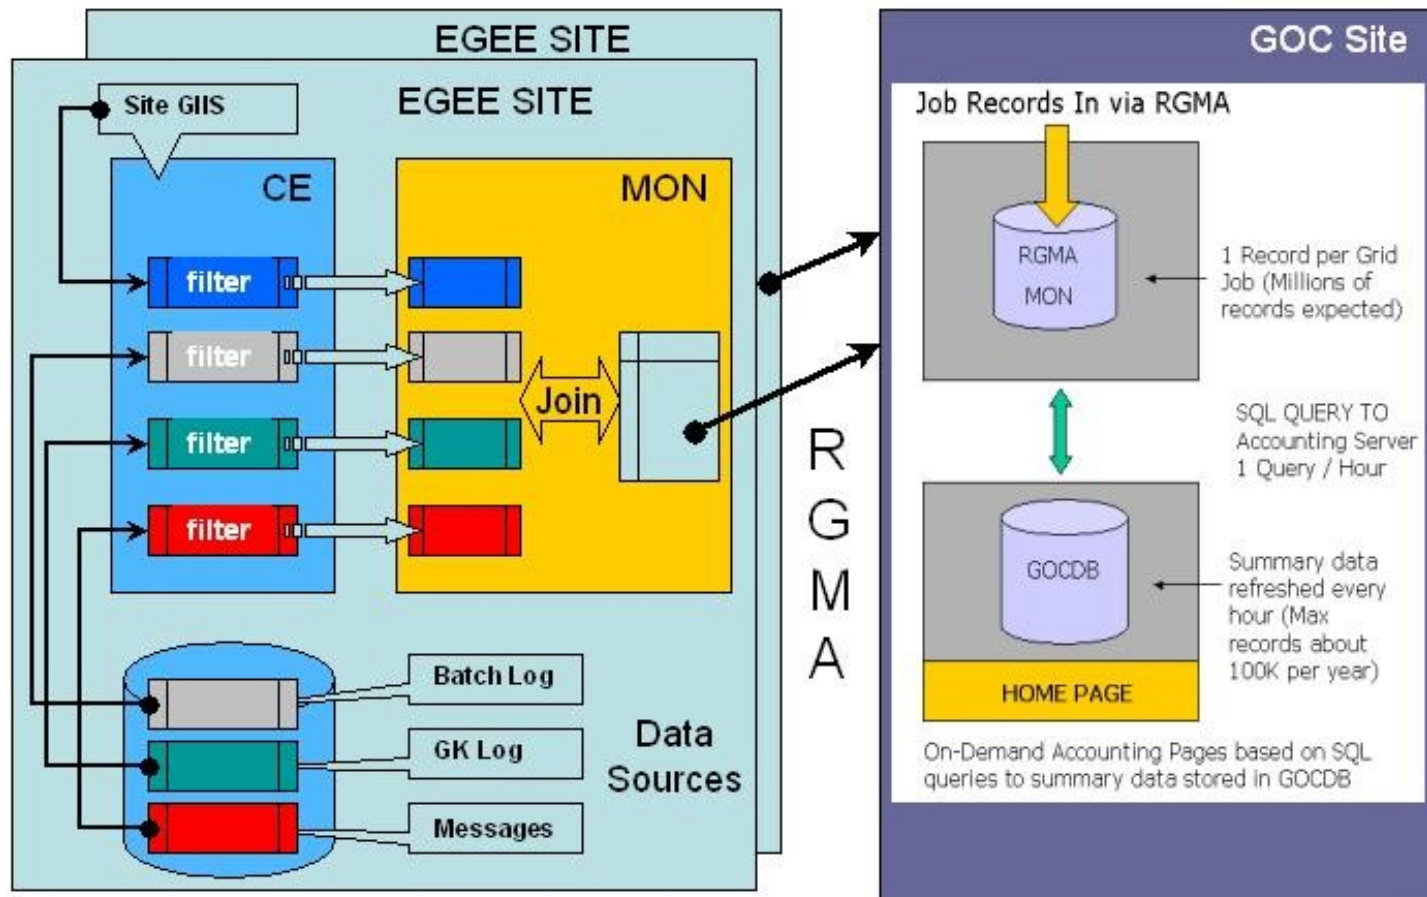 EGEE SITE
EGEE SITE
Site GIIS
CE
MON
filter
filter
filter
filter
Join
Batch Log
GK Log
Messages
Data
Sources
R
G
M
A
GOC Site
Job Records In via RGMA
RGMA
MON
1 Record per Grid
Job (Millions of
records expected)
SQL QUERY TO
Accounting Server
1 Query / Hour
GOCDB
Summary data
refreshed every
hour (Max
records about
100K per year)
HOME PAGE
On-Demand Accounting Pages based on SQL
queries to summary data stored in GOCDB